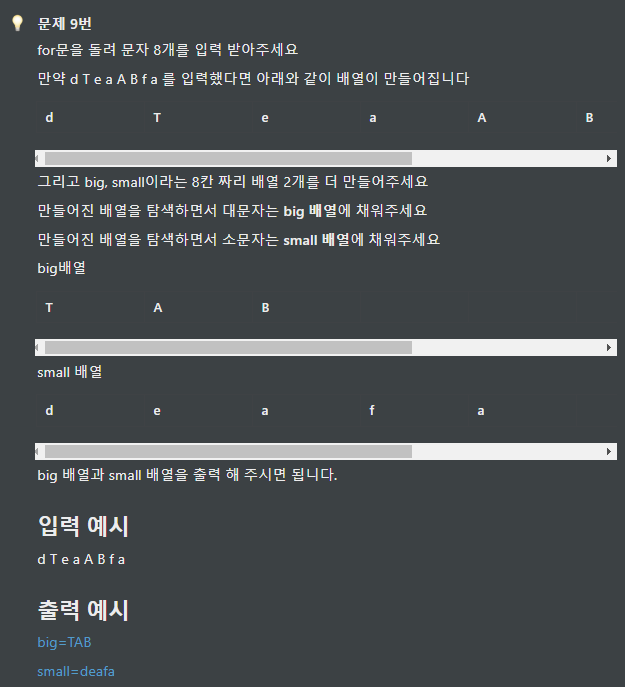 문제 9번
for문을 돌려 문자 8개를 입력 받아주세요
만약 d T e a A B f a 를 입력했다면 아래와 같이 배열이 만들어집니다
d T e a A B
그리고 big, small이라는 8칸 짜리 배열 2개를 더 만들어주세요
만들어진 배열을 탐색하면서 대문자는 big 배열에 채워주세요
만들어진 배열을 탐색하면서 소문자는 small 배열에 채워주세요
big배열
T A B
small 배열
d e a f a
big 배열과 small 배열을 출력 해 주시면 됩니다.
입력 예시
d T e a A B f a
출력 예시
big=TAB
small=deafa